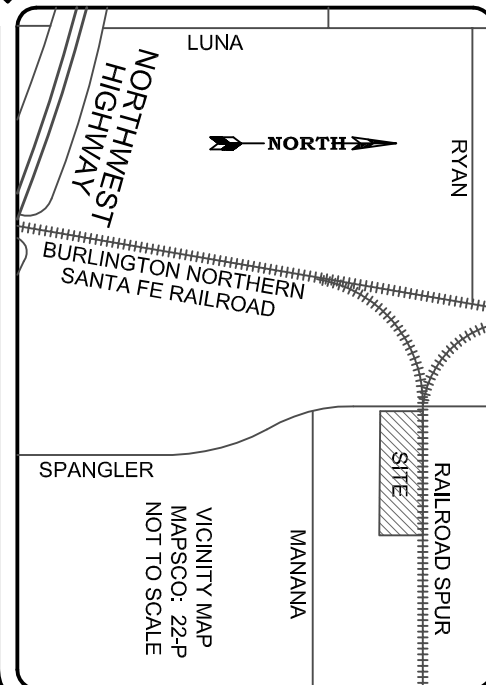 LUNA
NORTHWEST
HIGHWAY
NORTH
RYAN
BURLINGTON NORTHERN
SANTA FE RAILROAD
SPANGLER
SITE
RAILROAD SPUR
MANANA
VICINITY MAP
MAPSCO: 22-P
NOT TO SCALE